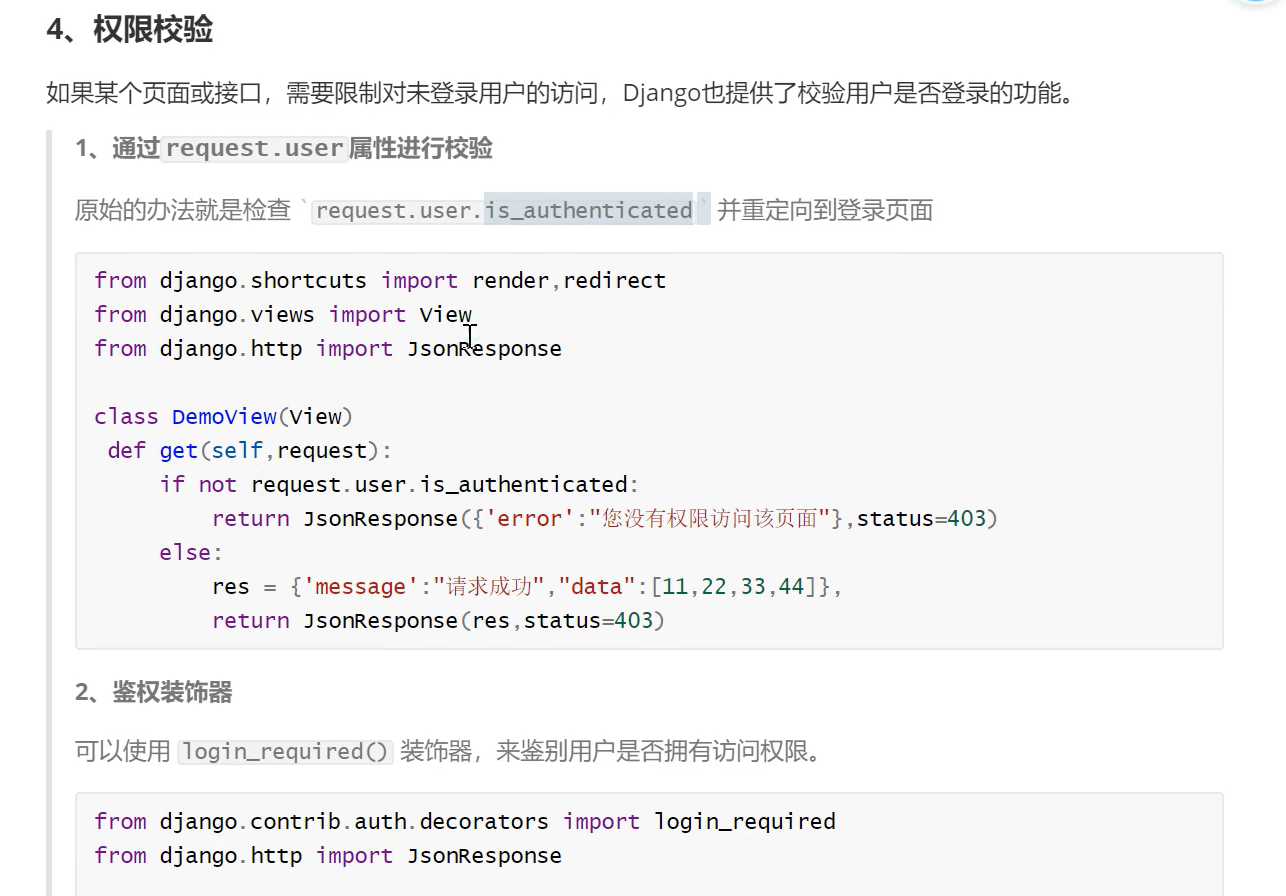 4、权限校验
如果某个页面或接口，需要限制对未登录用户的访问，Django也提供了校验用户是否登录的功能。
1、通过request.user属性进行校验
原始的办法就是检查 ` request.user.is_authenticated ` 并重定向到登录页面
from django.shortcuts import render,redirect
from django.views import View
from django.http import JsonResponse
class DemoView(View)
def get(self,request):
if not request.user.is_authenticated:
return JsonResponse({'error':"您没有权限访问该页面"},status=403)
else:
res = {'message':"请求成功","data":[11,22,33,44]},
return JsonResponse(res,status=403)
2、鉴权装饰器
可以使用 login_required() 装饰器，来鉴别用户是否拥有访问权限。
from django.contrib.auth.decorators import login_required
from django.http import JsonResponse